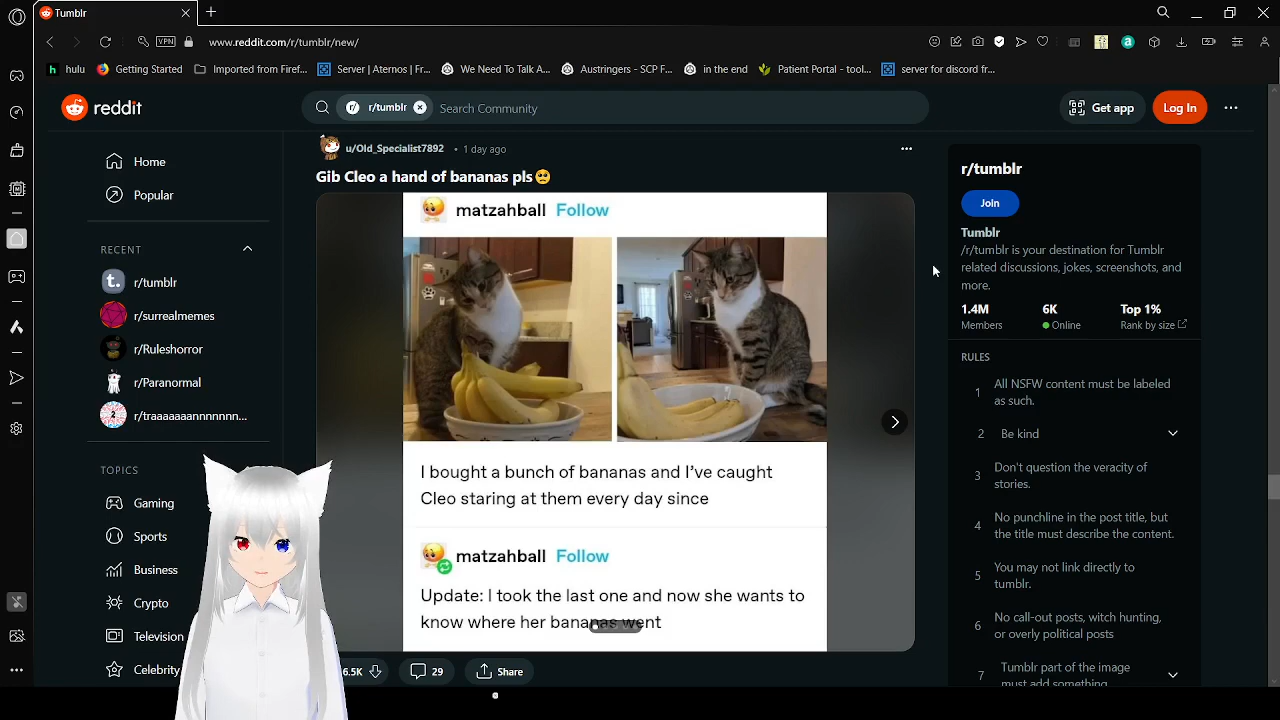 Tumblr
VPN
www.reddit.com/r/tumblr/new/
hulu
Getting Started
Imported from Firef...
Server | Aternos | Fr...
We Need To Talk A...
Austringers - SCP F...
in the end
Patient Portal - tool...
server for discord fr...
reddit
r/
r/tumblr
Search Community
Get app
Log In
Home
Popular
RECENT
r/tumblr
r/surrealmemes
r/Ruleshorror
r/Paranormal
r/traaaaaaannnnnnn...
TOPICS
Gaming
Sports
Business
Crypto
Television
Celebrity
u/Old_Specialist7892
• 1 day ago
Gib Cleo a hand of bananas pls🥺
matzahball Follow
I bought a bunch of bananas and I’ve caught
Cleo staring at them every day since
matzahball Follow
Update: I took the last one and now she wants to
know where her bananas went
6.5K
29
Share
r/tumblr
Join
Tumblr
/r/tumblr is your destination for Tumblr
related discussions, jokes, screenshots, and
more.
1.4M
Members
6K
Online
Top 1%
Rank by size
RULES
1
All NSFW content must be labeled
as such.
2
Be kind
3
Don't question the veracity of
stories.
4
No punchline in the post title, but
the title must describe the content.
5
You may not link directly to
tumblr.
6
No call-out posts, witch hunting,
or overly political posts
7
Tumblr part of the image
must add something